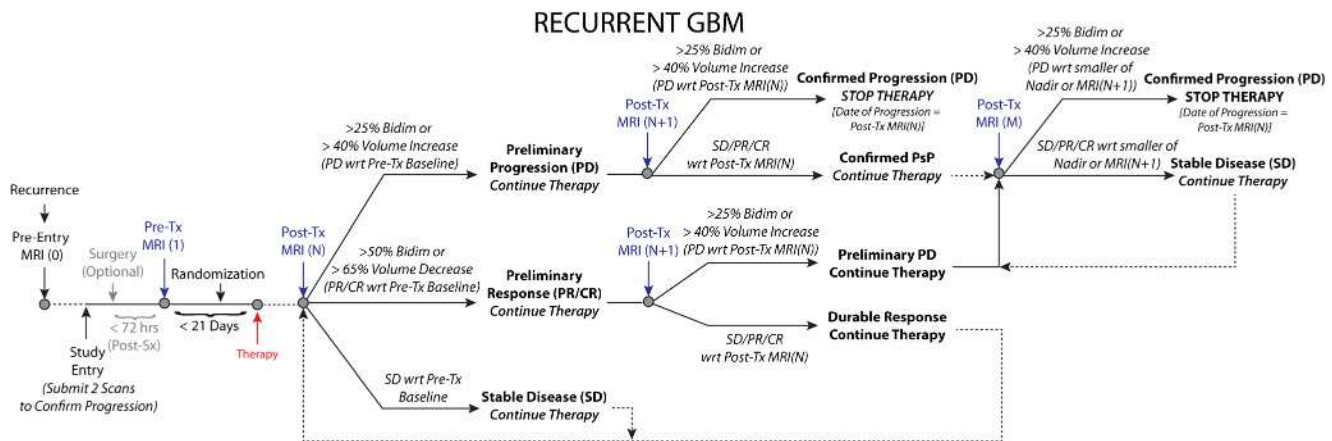 RECURRENT GBM
Recurrence
Pre-Entry
MRI (0)
Surgery
(Optional)
< 72 hrs
(Post-Sx)
Study
Entry
(Submit 2 Scans
to Confirm Progression)
Pre-Tx
MRI (1)
Randomization
< 21 Days
Therapy
Post-Tx
MRI (N)
>25% Bidim or
> 40% Volume Increase
(PD wrt Pre-Tx Baseline)
Preliminary
Progression (PD)
Continue Therapy
>50% Bidim or
> 65% Volume Decrease
(PR/CR wrt Pre-Tx Baseline)
Preliminary
Response (PR/CR)
Continue Therapy
SD wrt Pre-Tx
Baseline
Stable Disease (SD)
Continue Therapy
Post-Tx
MRI (N+1)
>25% Bidim or
> 40% Volume Increase
(PD wrt Post-Tx MRI(N))
Confirmed Progression (PD)
STOP THERAPY
[Date of Progression =
Post-Tx MRI(N)]
SD/PR/CR
wrt Post-Tx MRI(N)
Confirmed PsP
Continue Therapy
Post-Tx
MRI (N+1)
>25% Bidim or
> 40% Volume Increase
(PD wrt Post-Tx MRI(N))
Preliminary PD
Continue Therapy
SD/PR/CR
wrt Post-Tx MRI(N)
Durable Response
Continue Therapy
Post-Tx
MRI (M)
>25% Bidim or
> 40% Volume Increase
(PD wrt smaller of
Nadir or MRI(N+1))
Confirmed Progression (PD)
STOP THERAPY
[Date of Progression =
Post-Tx MRI(N)]
SD/PR/CR wrt smaller of
Nadir or MRI(N+1)
Stable Disease (SD)
Continue Therapy